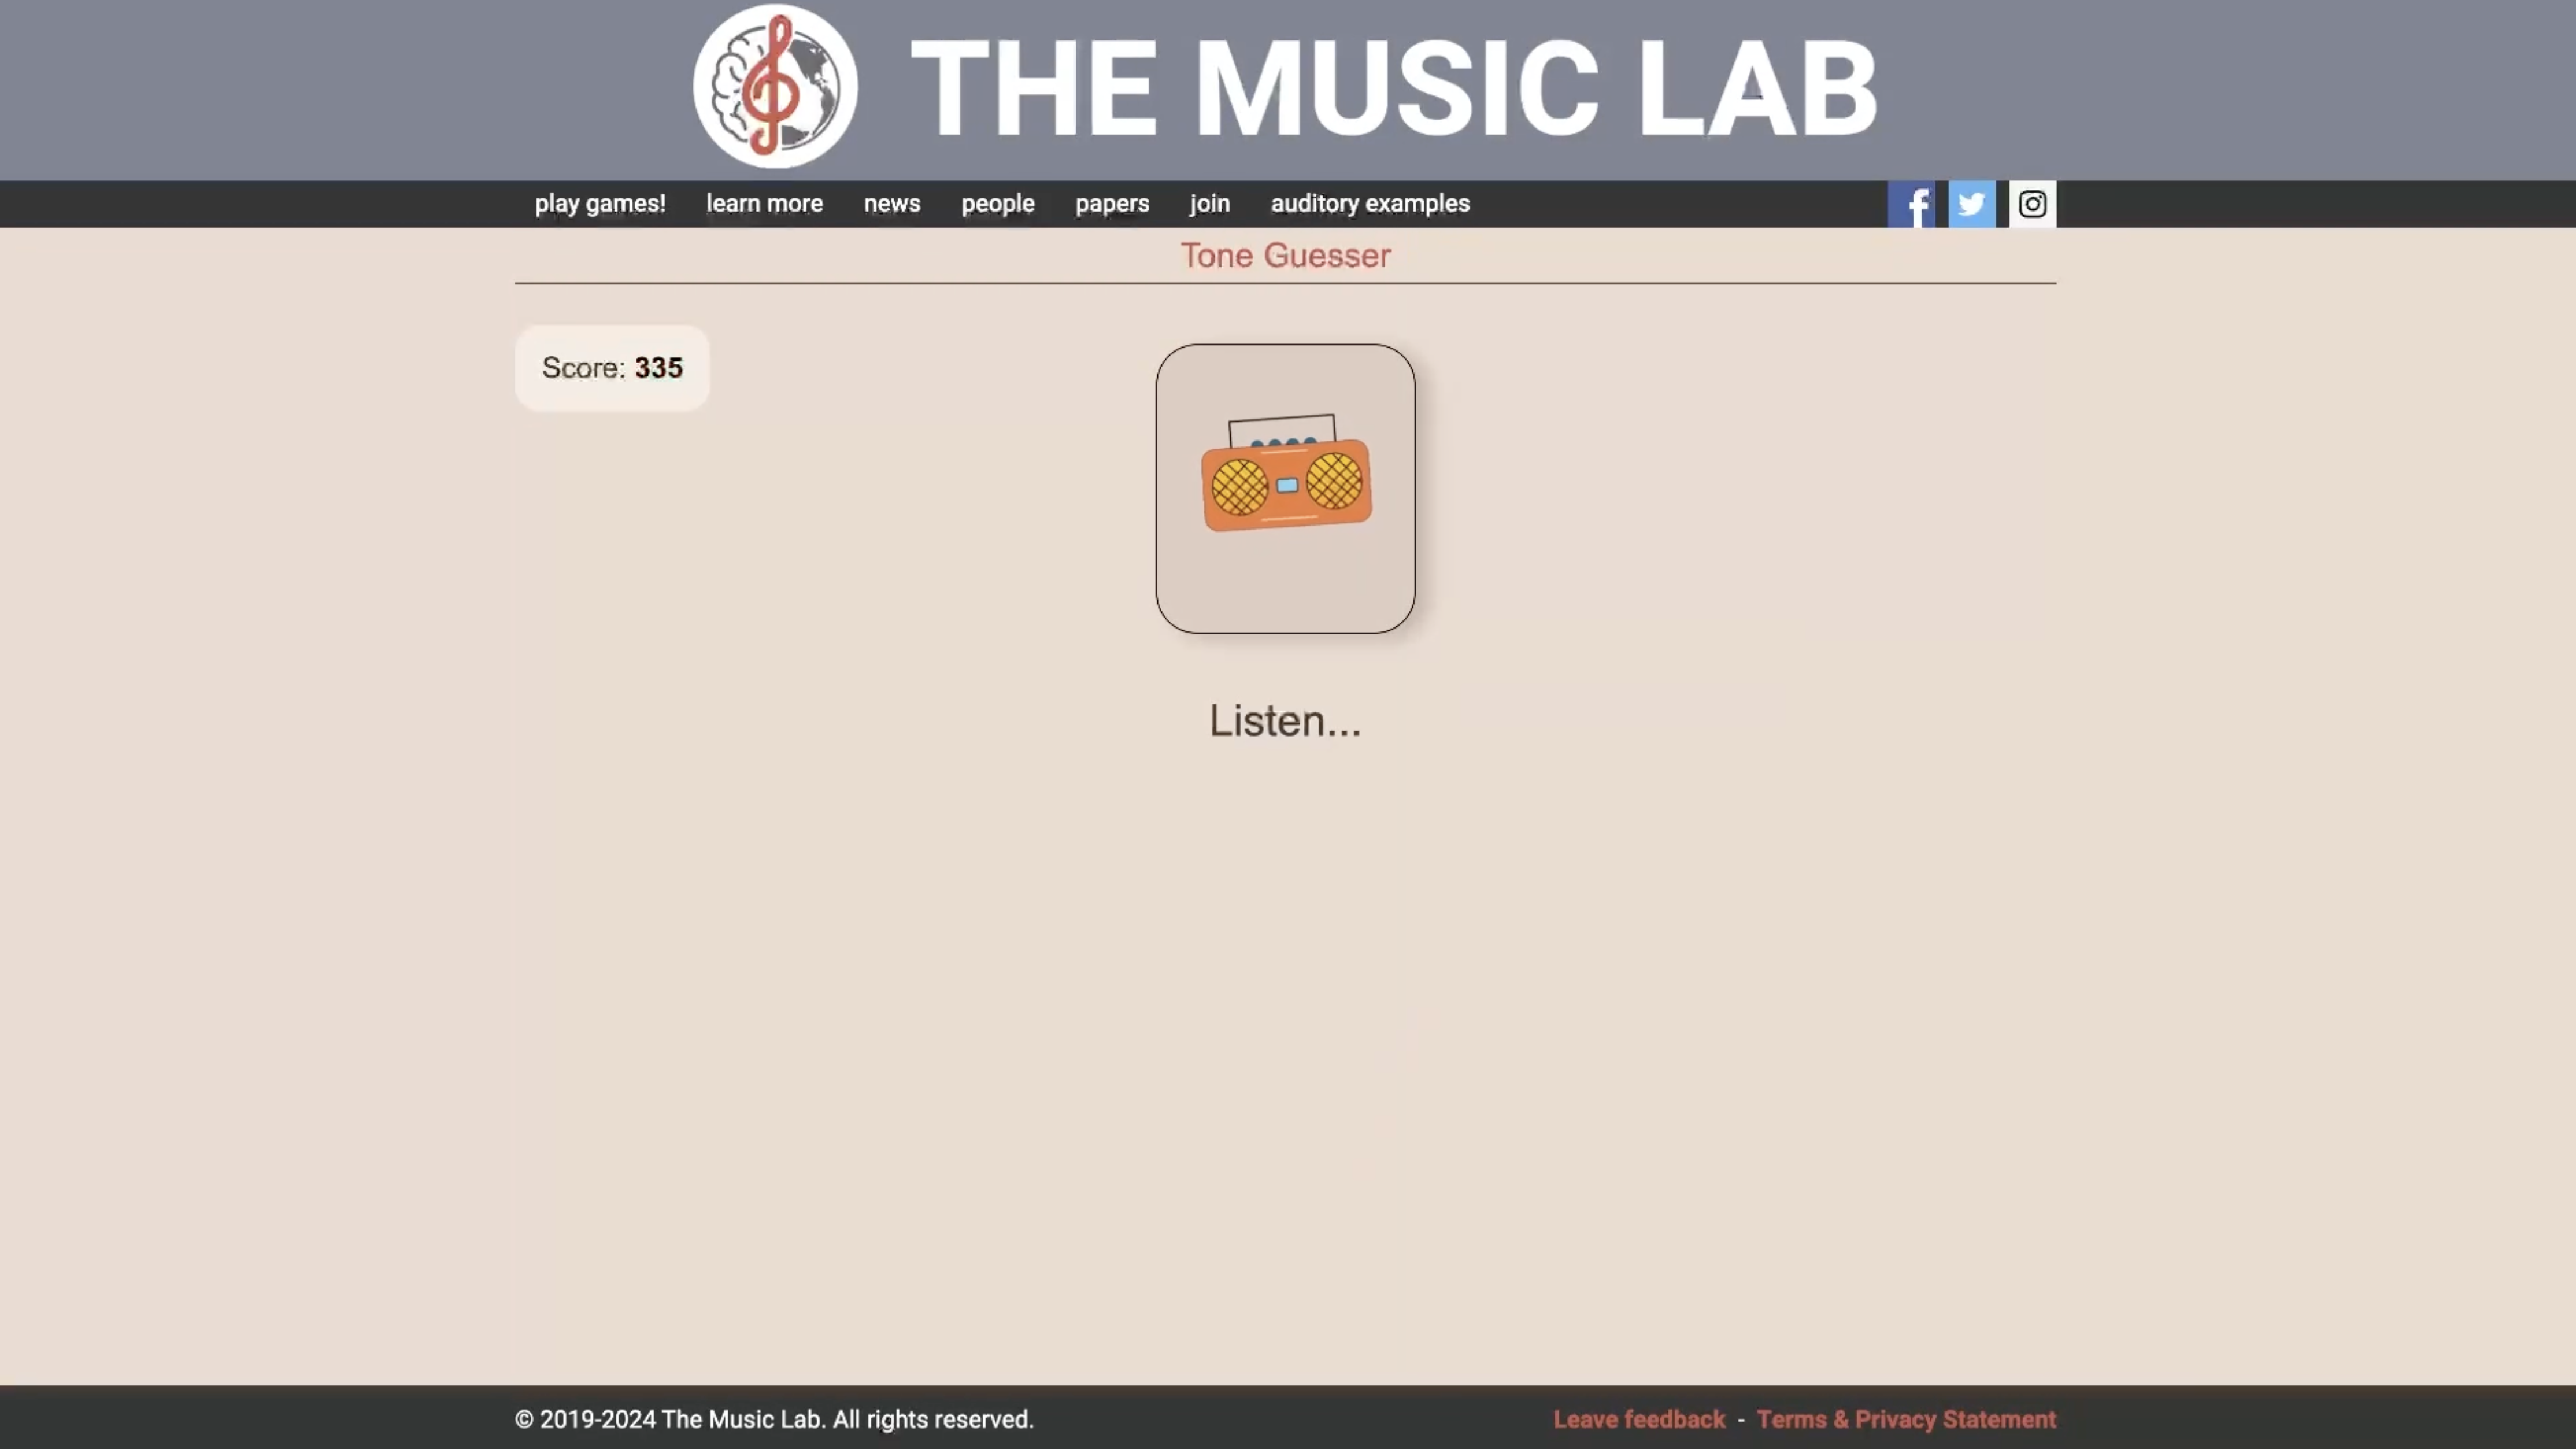 THE MUSIC LAB
play games! learn more news people papers join auditory examples
Tone Guesser
Score: 335
Listen...
© 2019-2024 The Music Lab. All rights reserved.
Leave feedback - Terms & Privacy Statement